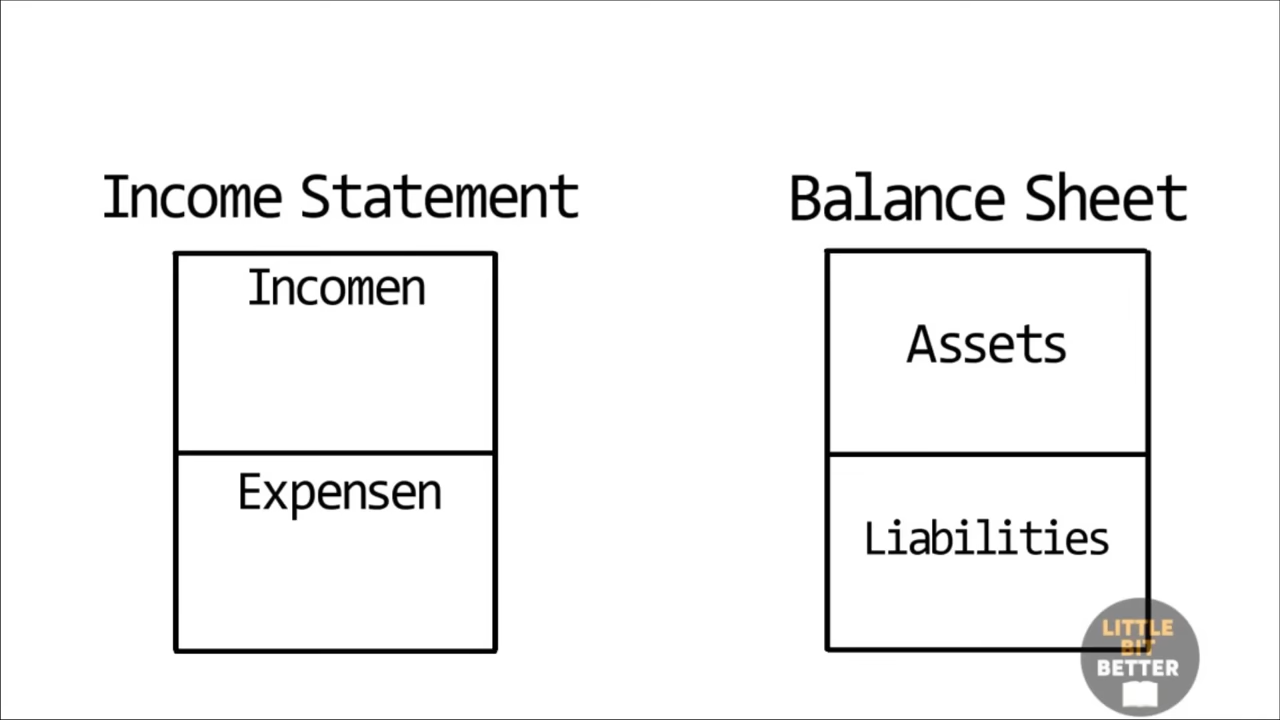 Income Statement
Incomen
Expensen
Balance Sheet
Assets
Liabilities
LITTLE
BIT
BETTER